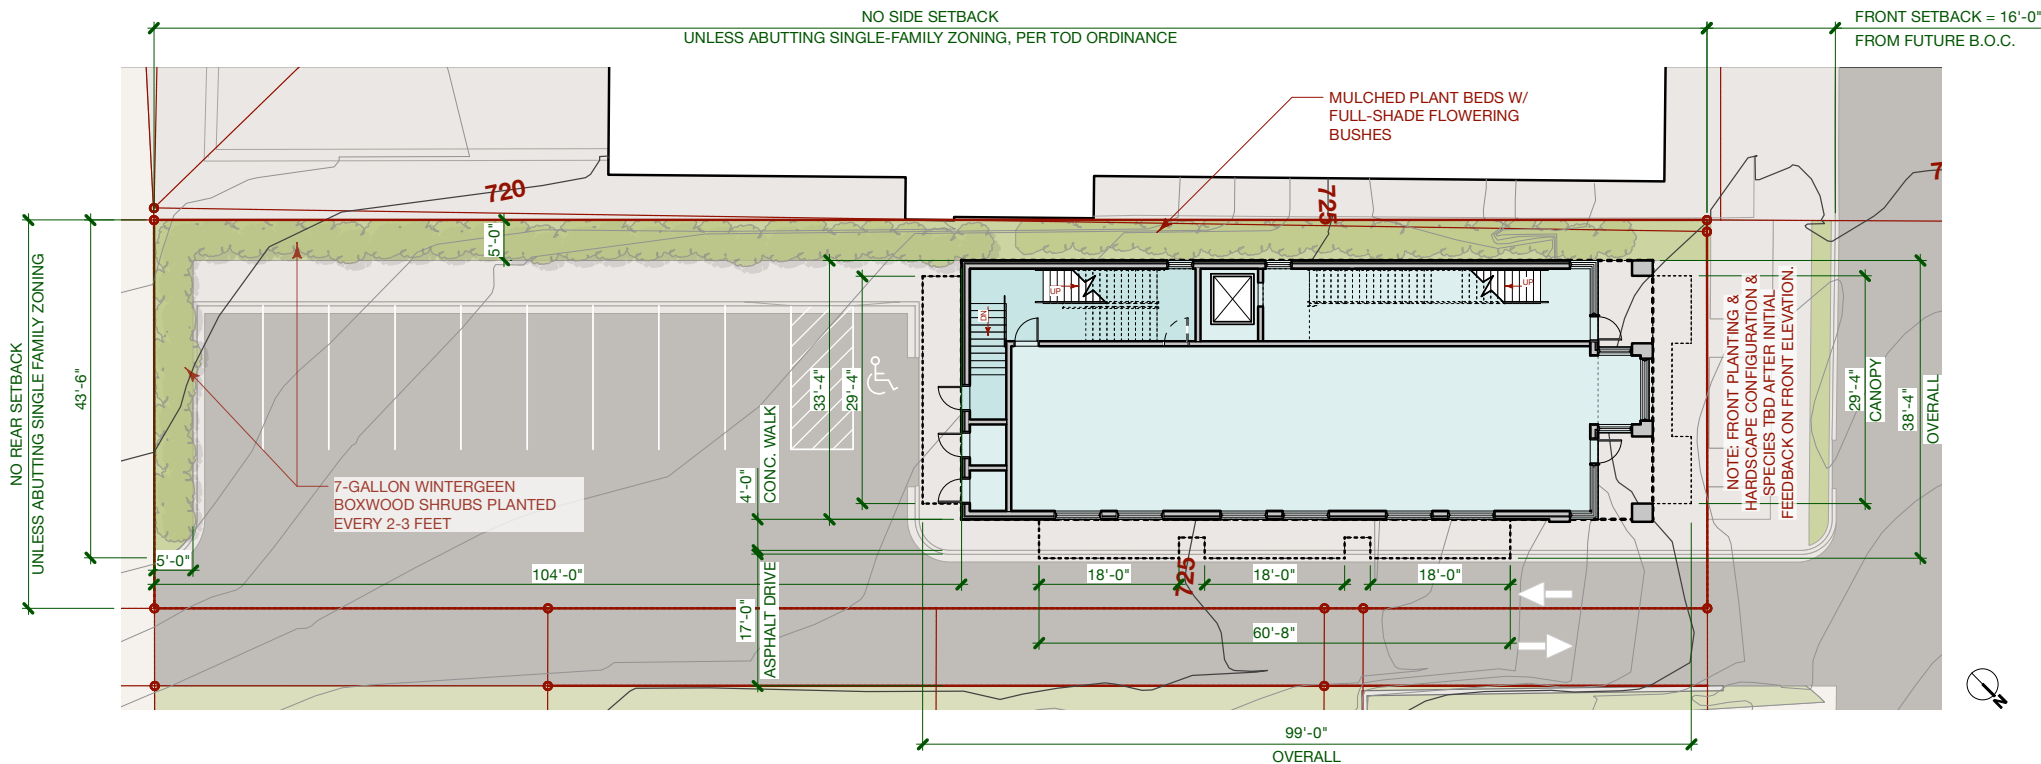 NO SIDE SETBACK
UNLESS ABUTTING SINGLE-FAMILY ZONING, PER TOD ORDINANCE
FRONT SETBACK = 16'-0"
FROM FUTURE B.O.C.
MULCHED PLANT BEDS W/
FULL-SHADE FLOWERING
BUSHES
720
725
5'-0"
NO REAR SETBACK
UNLESS ABUTTING SINGLE FAMILY ZONING
43'-6"
UP
UP
DN
33'-4"
29'-4"
NOTE: FRONT PLANTING &
HARDSCAPE CONFIGURATION &
SPECIES TBD AFTER INITIAL
FEEDBACK ON FRONT ELEVATION.
29'-4"
CANOPY
38'-4"
OVERALL
7-GALLON WINTERGEEN
BOXWOOD SHRUBS PLANTED
EVERY 2-3 FEET
4'-0"
CONC. WALK
5'-0"
104'-0"
17'-0"
ASPHALT DRIVE
18'-0"
725
18'-0"
18'-0"
60'-8"
N
99'-0"
OVERALL